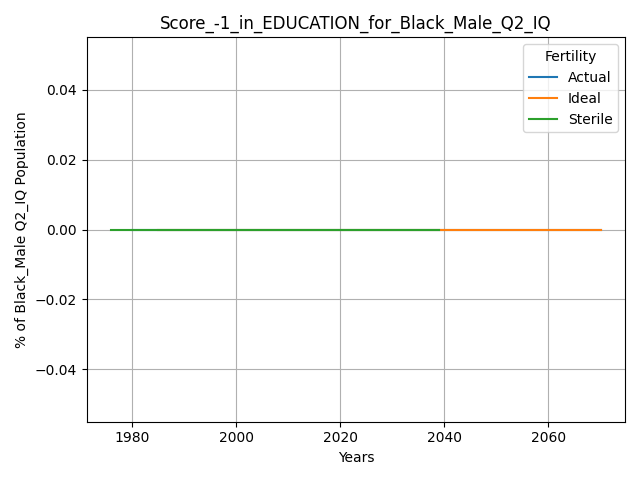 Score_-1_in_EDUCATION_for_Black_Male_Q2_IQ
Fertility
Actual
Ideal
Sterile
% of Black_Male Q2_IQ Population
0.04
0.02
0.00
−0.02
−0.04
1980 2000 2020 2040 2060
Years